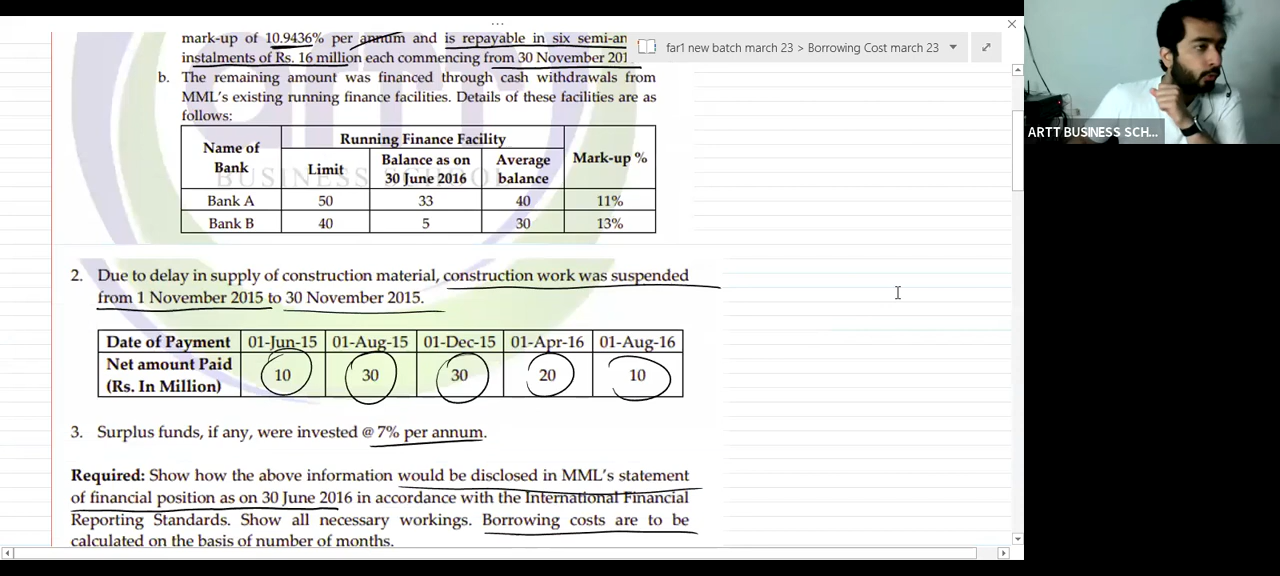 mark-up of 10.9436% per annum and is repayable in six semi-an
instalments of Rs. 16 million each commencing from 30 November 201
far1 new batch march 23 > Borrowing Cost march 23
b. The remaining amount was financed through cash withdrawals from
MML's existing running finance facilities. Details of these facilities are as
follows:
Name of Bank Running Finance Facility Mark-up %
Limit Balance as on 30 June 2016 Average balance
Bank A 50 33 40 11%
Bank B 40 5 30 13%
BUSINESS SCHOOL
2. Due to delay in supply of construction material, construction work was suspended
from 1 November 2015 to 30 November 2015.
Date of Payment 01-Jun-15 01-Aug-15 01-Dec-15 01-Apr-16 01-Aug-16
Net amount Paid (Rs. In Million) 10 30 30 20 10
3. Surplus funds, if any, were invested @ 7% per annum.
Required: Show how the above information would be disclosed in MML's statement
of financial position as on 30 June 2016 in accordance with the International Financial
Reporting Standards. Show all necessary workings. Borrowing costs are to be
calculated on the basis of number of months.
ARTT BUSINESS SCH...